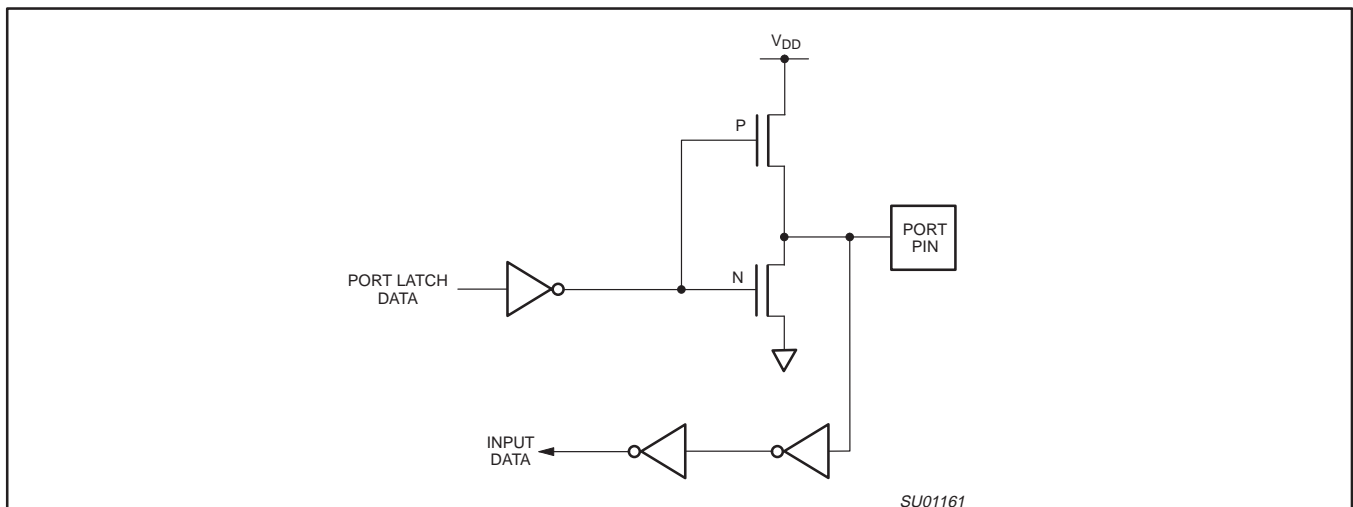 VDD
P
PORT
PIN
N
PORT LATCH
DATA
INPUT
DATA
SU01161